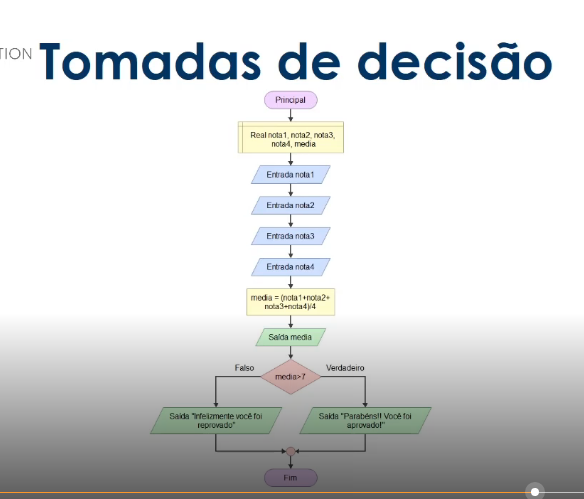 TION
Tomadas de decisão
Principal
Real nota1, nota2, nota3,
nota4, media
Entrada nota1
Entrada nota2
Entrada nota3
Entrada nota4
media = (nota1+nota2+
nota3+nota4)/4
Saída media
Falso
Verdadeiro
media>7
Saída "Infelizmente você foi
reprovado"
Saída "Parabéns!! Você foi
aprovado!"
Fim